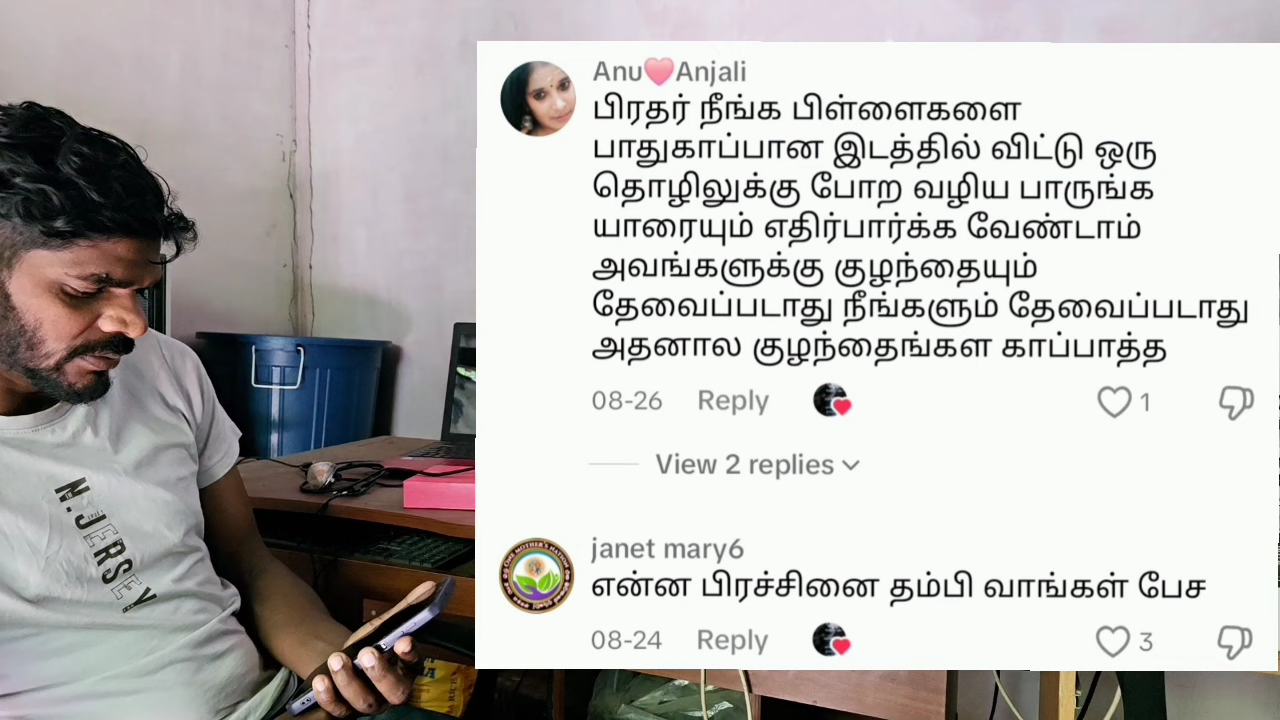 Anu❤️Anjali
பிரதர் நீங்க பிள்ளைகளை
பாதுகாப்பான இடத்தில் விட்டு ஒரு
தொழிலுக்கு போற வழிய பாருங்க
யாரையும் எதிர்பார்க்க வேண்டாம்
அவங்களுக்கு குழந்தையும்
தேவைப்படாது நீங்களும் தேவைப்படாது
அதனால குழந்தைங்கள காப்பாத்த
08-26 Reply 1
View 2 replies
janet mary6
என்ன பிரச்சினை தம்பி வாங்கள் பேச
08-24 Reply 3
N.JERSEY